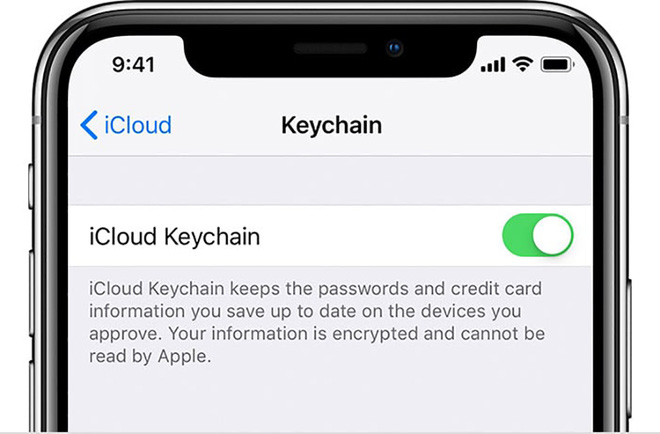 9:41
iCloud
Keychain
iCloud Keychain
iCloud Keychain keeps the passwords and credit card
information you save up to date on the devices you
approve. Your information is encrypted and cannot be
read by Apple.